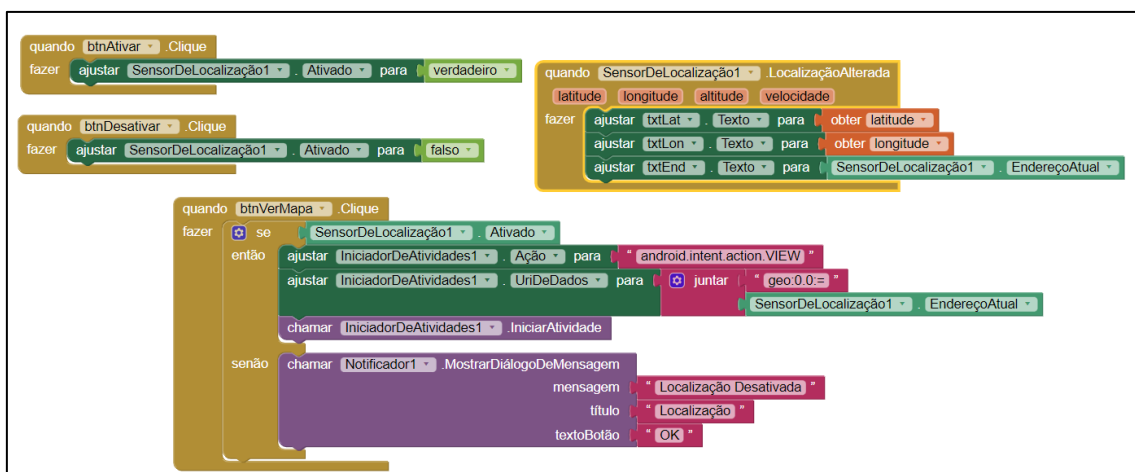 quando btnAtivar .Clique
fazer ajustar SensorDeLocalização1 . Ativado para verdadeiro
quando btnDesativar .Clique
fazer ajustar SensorDeLocalização1 . Ativado para falso
quando SensorDeLocalização1 .LocalizaçãoAlterada
latitude longitude altitude velocidade
fazer ajustar txtLat . Texto para obter latitude
ajustar txtLon . Texto para obter longitude
ajustar txtEnd . Texto para SensorDeLocalização1 . EndereçoAtual
quando btnVerMapa .Clique
fazer se SensorDeLocalização1 . Ativado
então ajustar IniciadorDeAtividades1 . Ação para " android.intent.action.VIEW "
ajustar IniciadorDeAtividades1 . UriDeDados para juntar " geo:0.0:= "
SensorDeLocalização1 . EndereçoAtual
chamar IniciadorDeAtividades1 .IniciarAtividade
senão chamar Notificador1 .MostrarDiálogoDeMensagem
mensagem " Localização Desativada "
título " Localização "
textoBotão " OK "